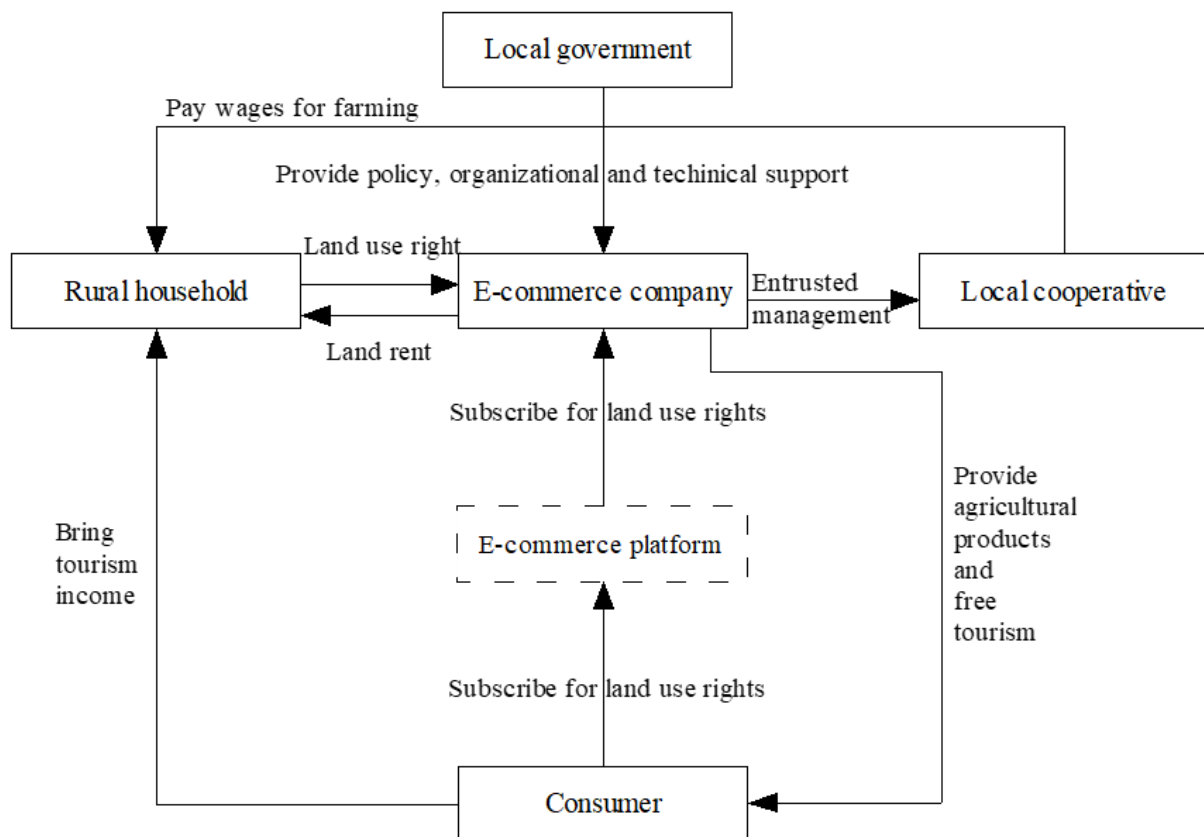 Local government
Pay wages for farming
Provide policy, organizational and techinical support
Land use right
Rural household
E-commerce company
Entrusted
management
Local cooperative
Land rent
Subscribe for land use rights
Provide
agricultural
products
and
free
tourism
Bring
tourism
income
E-commerce platform
Subscribe for land use rights
Consumer